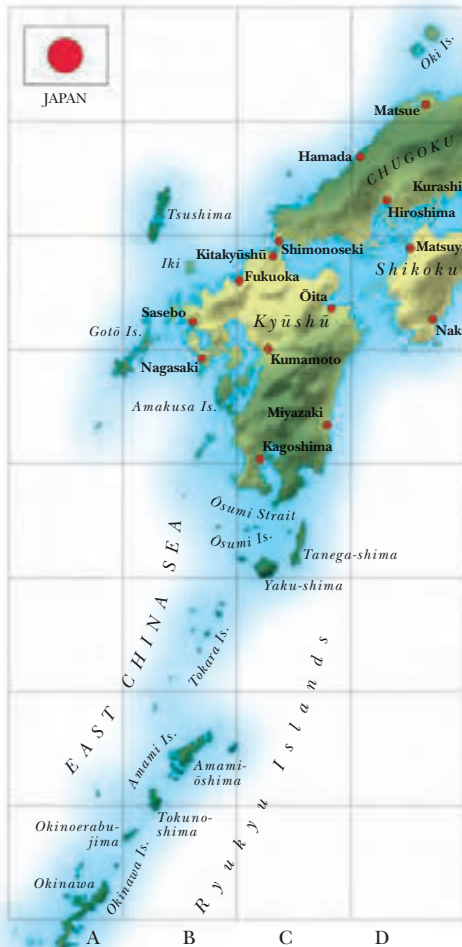 JAPAN
Oki Is.
Matsue
Hamada
CHUGOKU
Kurashi
Hiroshima
Tsushima
Shimonoseki
Matsuy
Kitakyūshū
Iki
Shikoku
Fukuoka
Ōita
Sasebo
Kyūshū
Nak
Gotō Is.
Kumamoto
Nagasaki
Amakusa Is.
Miyazaki
Kagoshima
Ōsumi Strait
Ōsumi Is.
Tanega-shima
Yaku-shima
EAST CHINA SEA
Tokara Is.
Ryukyu Islands
Amami Is.
Amami-
ōshima
Tokuno-
shima
Okinoerabu-
jima
Okinawa Is.
Okinawa
A B C D